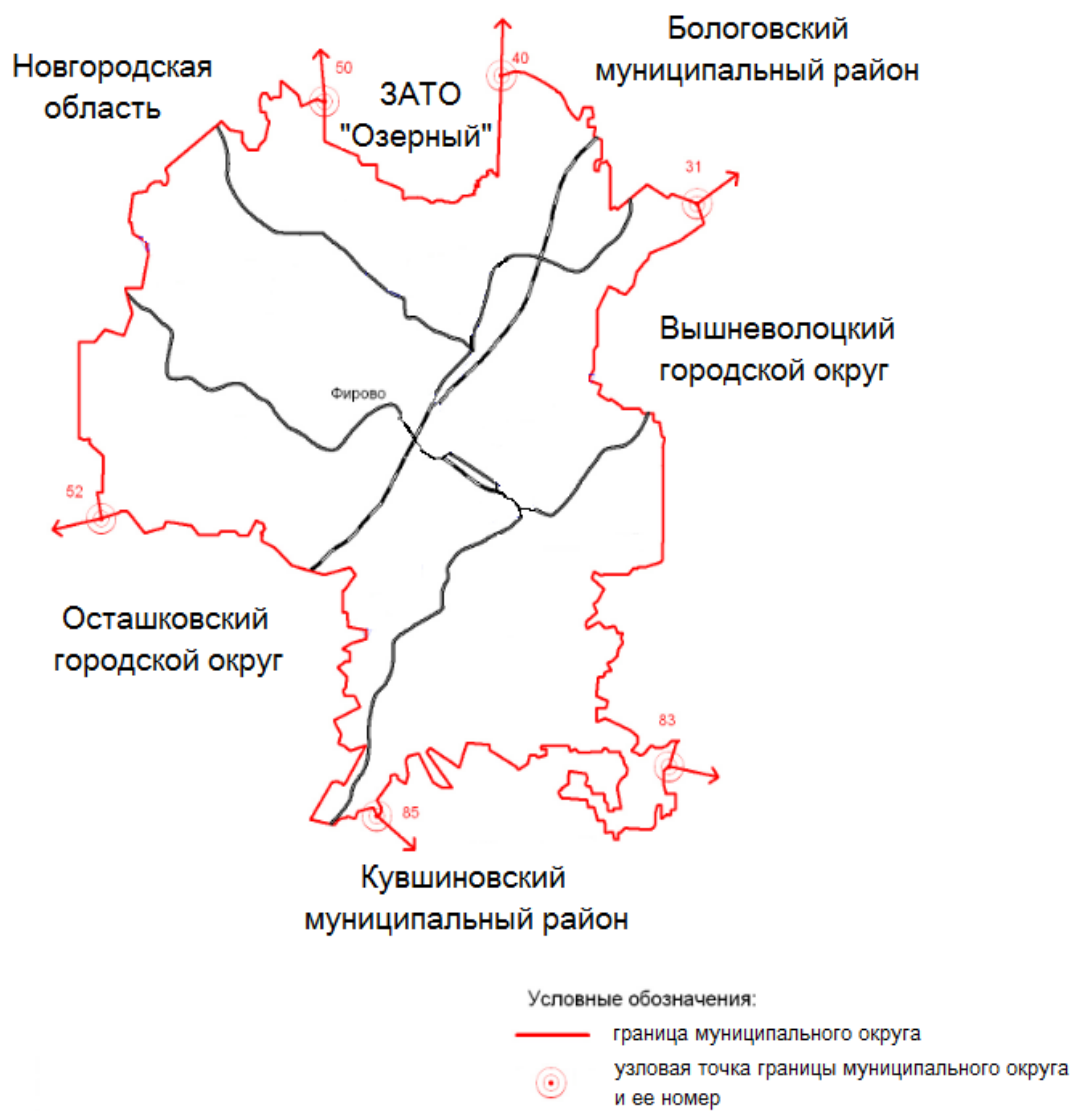 Бологовский
муниципальный район
Новгородская
область
50
40
ЗАТО
"Озерный"
31
Вышневолоцкий
городской округ
Фирово
52
Осташковский
городской округ
83
85
Кувшиновский
муниципальный район
Условные обозначения:
граница муниципального округа
узловая точка границы муниципального округа
и ее номер